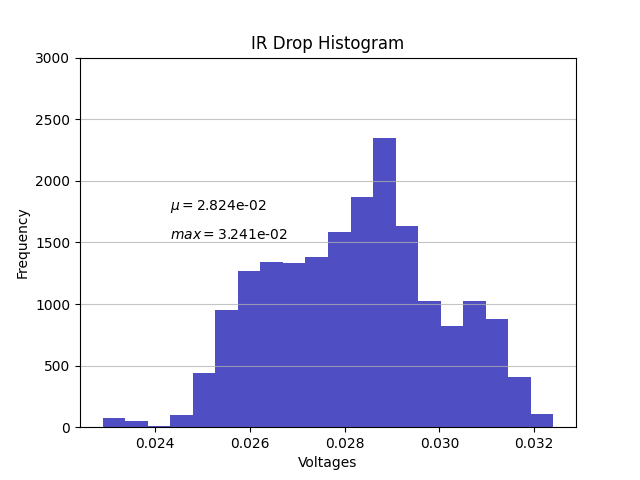 IR Drop Histogram
3000
2500
2000
1500
1000
500
0
Frequency
μ = 2.824e-02
max = 3.241e-02
0.024 0.026 0.028 0.030 0.032
Voltages